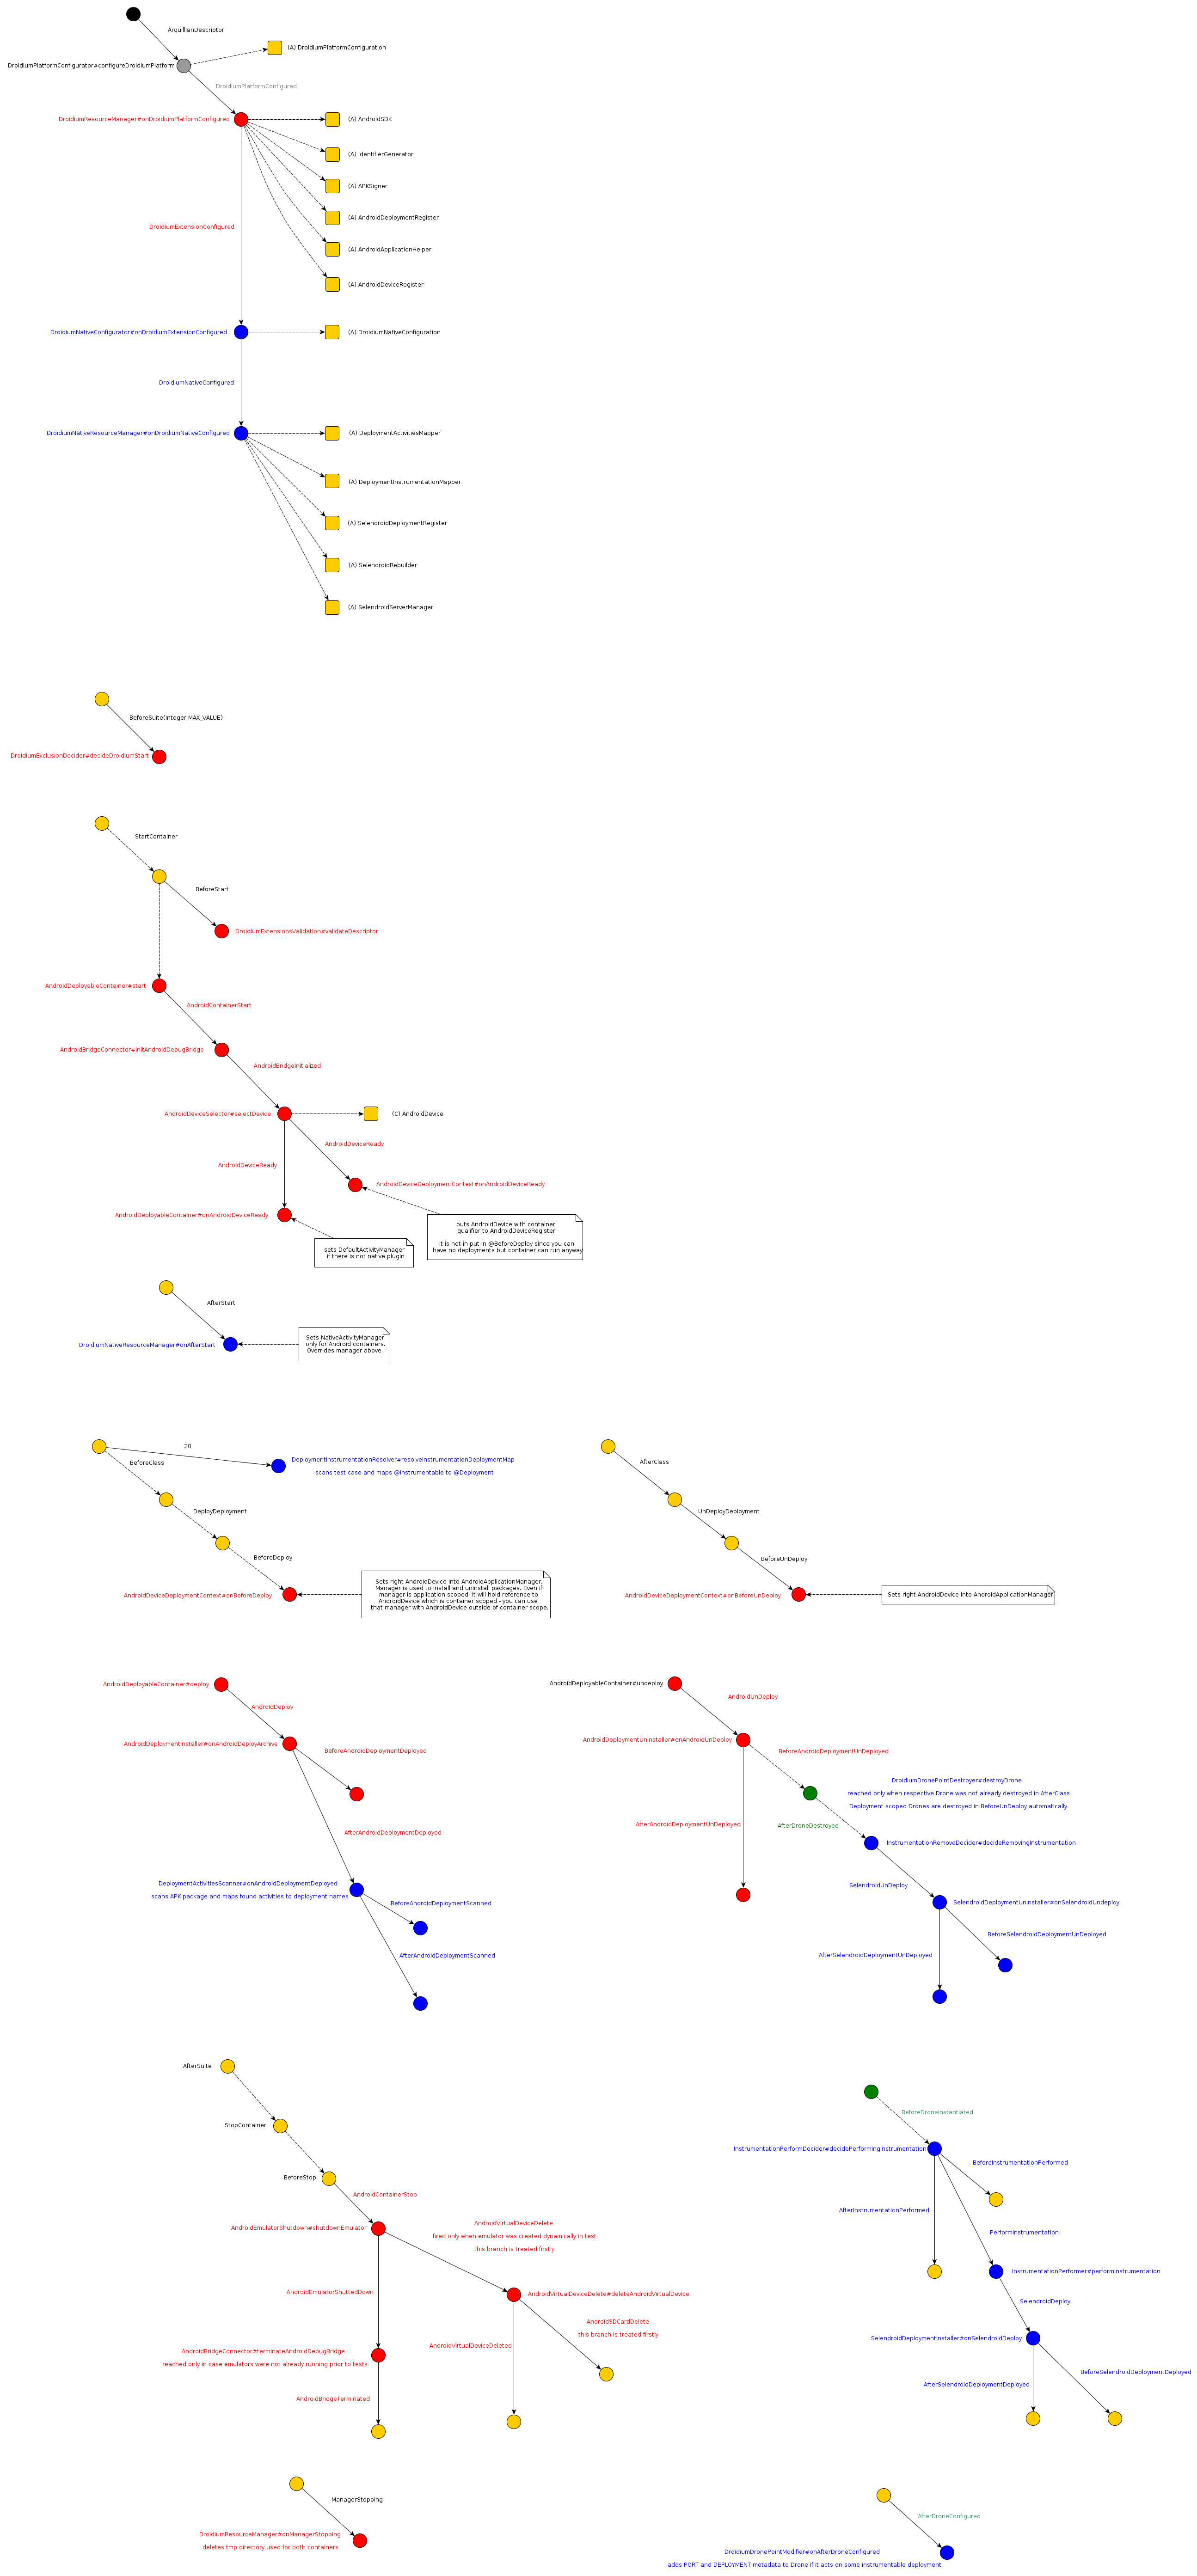 ArquillianDescriptor
(A) DroidiumPlatformConfiguration
DroidiumPlatformConfigurator#configureDroidiumPlatform
DroidiumPlatformConfigured
DroidiumResourceManager#onDroidiumPlatformConfigured
(A) AndroidSDK
(A) IdentifierGenerator
(A) APKSigner
(A) AndroidDeploymentRegister
DroidiumExtensionConfigured
(A) AndroidApplicationHelper
(A) AndroidDeviceRegister
DroidiumNativeConfigurator#onDroidiumExtensionConfigured
(A) DroidiumNativeConfiguration
DroidiumNativeConfigured
DroidiumNativeResourceManager#onDroidiumNativeConfigured
(A) DeploymentActivitiesMapper
(A) DeploymentInstrumentationMapper
(A) SelendroidDeploymentRegister
(A) SelendroidRebuilder
(A) SelendroidServerManager
BeforeSuite(Integer.MAX_VALUE)
DroidiumExclusionDecider#decideDroidiumStart
StartContainer
BeforeStart
DroidiumExtensionsValidation#validateDescriptor
AndroidDeployableContainer#start
AndroidContainerStart
AndroidBridgeConnector#initAndroidDebugBridge
AndroidBridgeInitialized
AndroidDeviceSelector#selectDevice
(C) AndroidDevice
AndroidDeviceReady
AndroidDeviceReady
AndroidDeviceDeploymentContext#onAndroidDeviceReady
AndroidDeployableContainer#onAndroidDeviceReady
puts AndroidDevice with container
qualifier to AndroidDeviceRegister
It is not in put in @BeforeDeploy since you can
have no deployments but container can run anyway
sets DefaultActivityManager
if there is not native plugin
AfterStart
DroidiumNativeResourceManager#onAfterStart
Sets NativeActivityManager
only for Android containers.
Overrides manager above.
20
BeforeClass
DeploymentInstrumentationResolver#resolveInstrumentationDeploymentMap
scans test case and maps @Instrumentable to @Deployment
DeployDeployment
BeforeDeploy
AndroidDeviceDeploymentContext#onBeforeDeploy
Sets right AndroidDevice into AndroidApplicationManager.
Manager is used to install and uninstall packages. Even if
manager is application scoped, it will hold reference to
AndroidDevice which is container scoped - you can use
that manager with AndroidDevice outside of container scope.
AfterClass
UnDeployDeployment
BeforeUnDeploy
AndroidDeviceDeploymentContext#onBeforeUnDeploy
Sets right AndroidDevice into AndroidApplicationManager
AndroidDeployableContainer#deploy
AndroidDeploy
AndroidDeploymentInstaller#onAndroidDeployArchive
BeforeAndroidDeploymentDeployed
AfterAndroidDeploymentDeployed
DeploymentActivitiesScanner#onAndroidDeploymentDeployed
scans APK package and maps found activities to deployment names
BeforeAndroidDeploymentScanned
AfterAndroidDeploymentScanned
AndroidDeployableContainer#undeploy
AndroidUnDeploy
AndroidDeploymentUninstaller#onAndroidUnDeploy
BeforeAndroidDeploymentUnDeployed
DroidiumDronePointDestroyer#destroyDrone
reached only when respective Drone was not already destroyed in AfterClass
Deployment scoped Drones are destroyed in BeforeUnDeploy automatically
AfterAndroidDeploymentUnDeployed
AfterDroneDestroyed
InstrumentationRemoveDecider#decideRemovingInstrumentation
SelendroidUnDeploy
SelendroidDeploymentUninstaller#onSelendroidUndeploy
BeforeSelendroidDeploymentUnDeployed
AfterSelendroidDeploymentUnDeployed
AfterSuite
StopContainer
BeforeStop
AndroidContainerStop
AndroidEmulatorShutdown#shutdownEmulator
AndroidVirtualDeviceDelete
fired only when emulator was created dynamically in test
this branch is treated firstly
AndroidEmulatorShuttedDown
AndroidVirtualDeviceDelete#deleteAndroidVirtualDevice
AndroidSDCardDelete
this branch is treated firstly
AndroidVirtualDeviceDeleted
AndroidBridgeConnector#terminateAndroidDebugBridge
reached only in case emulators were not already running prior to tests
AndroidBridgeTerminated
BeforeDroneInstantiated
InstrumentationPerformDecider#decidePerformingInstrumentation
BeforeInstrumentationPerformed
AfterInstrumentationPerformed
PerformInstrumentation
InstrumentationPerformer#performInstrumentation
SelendroidDeploy
SelendroidDeploymentInstaller#onSelendroidDeploy
BeforeSelendroidDeploymentDeployed
AfterSelendroidDeploymentDeployed
ManagerStopping
DroidiumResourceManager#onManagerStopping
deletes tmp directory used for both containers
AfterDroneConfigured
DroidiumDronePointModifier#onAfterDroneConfigured
adds PORT and DEPLOYMENT metadata to Drone if it acts on some instrumentable deployment